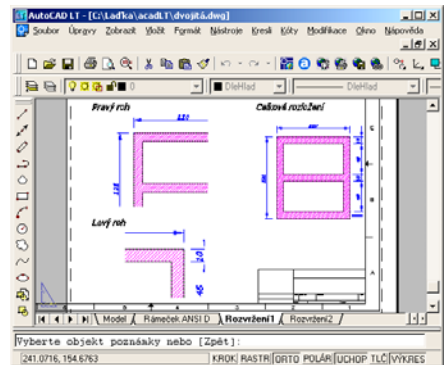 AutoCAD LT - [C:\Laďka\acadLT\dvojitá.dwg]
Soubor Úpravy Zobrazit Vložit Formát Nástroje Kresli Kóty Modifikace Okno Nápověda
0 DleHlad DleHlad
Pravý roh
Celkové rozložení
Levý roh
Model Rámeček ANSI D Rozvržení1 Rozvržení2
Vyberte objekt poznámky nebo [Zpět]:
241.0716, 154.6763 KROK RASTR ORTO POLÁR UCHOP TLČ VÝKRES